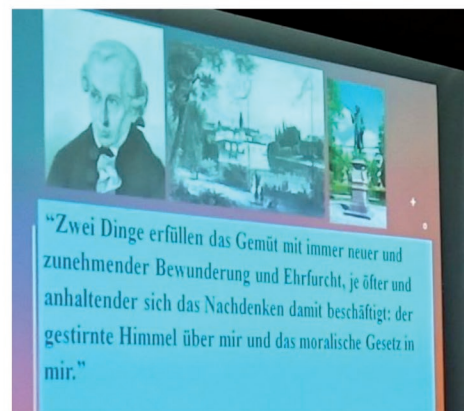 “Zwei Dinge erfüllen das Gemüt mit immer neuer und
zunehmender Bewunderung und Ehrfurcht, je öfter und
anhaltender sich das Nachdenken damit beschäftigt: der
gestirnte Himmel über mir und das moralische Gesetz in
mir.”